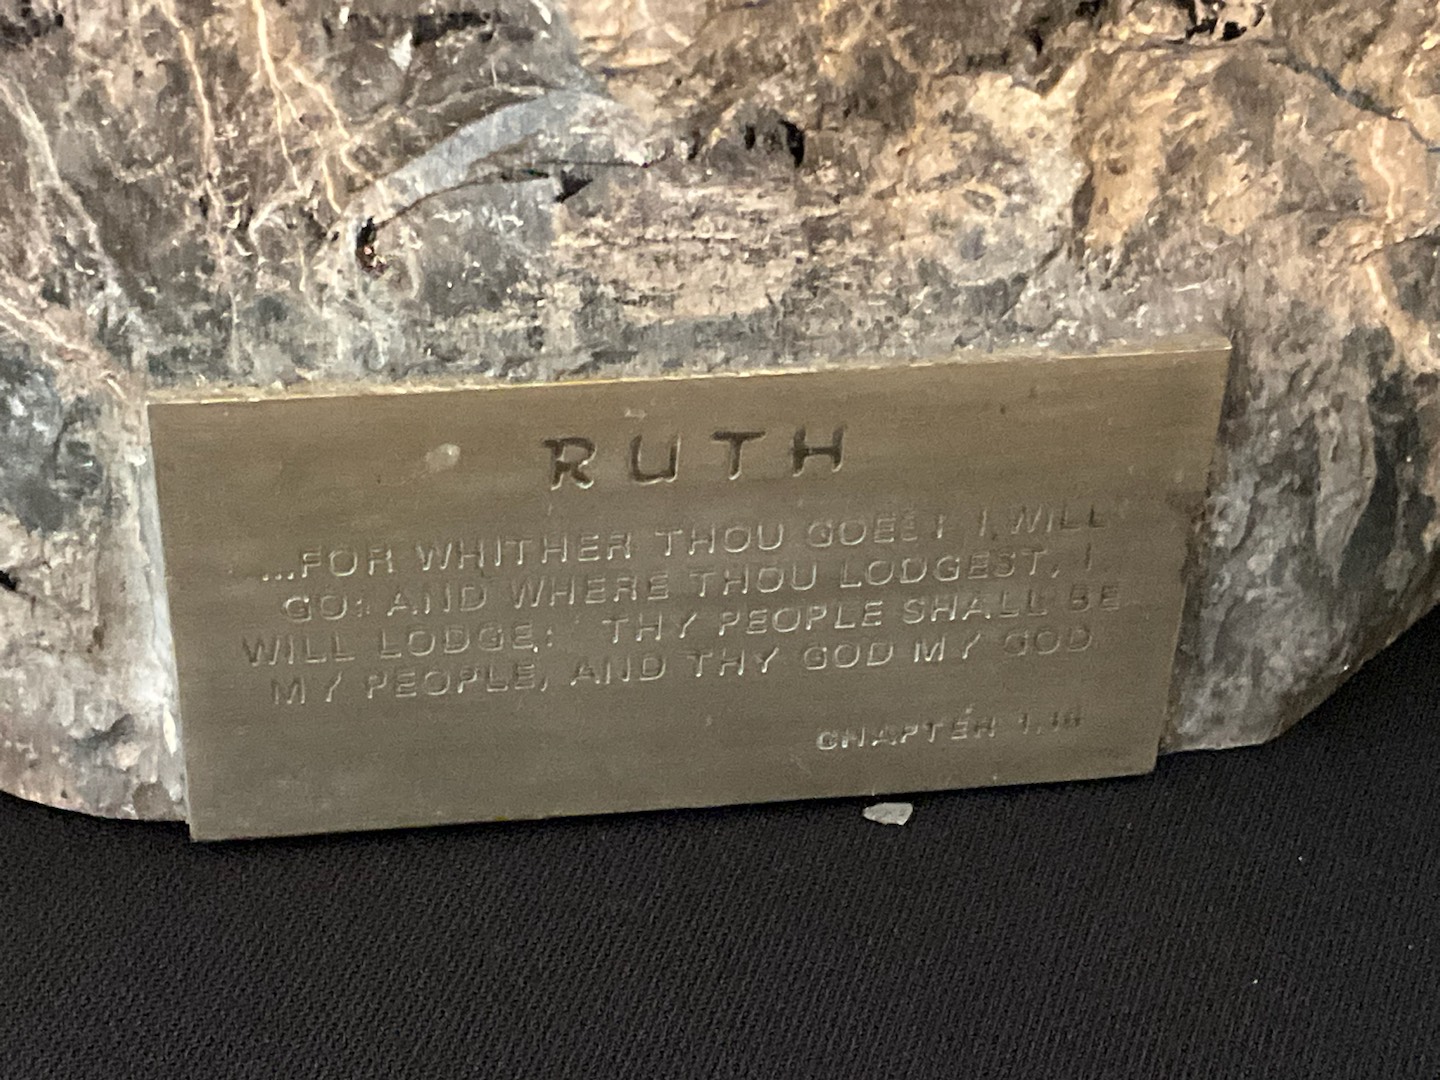 RUTH
...FOR WHITHER THOU GOEST I WILL
GO: AND WHERE THOU LODGEST, I
WILL LODGE: THY PEOPLE SHALL BE
MY PEOPLE, AND THY GOD MY GOD
CHAPTER 1.16